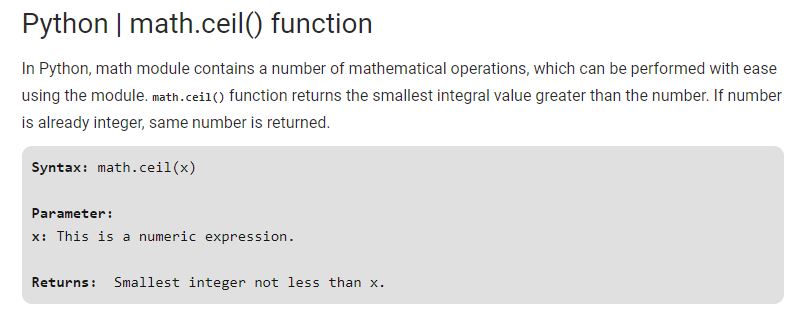 Python | math.ceil() function
In Python, math module contains a number of mathematical operations, which can be performed with ease
using the module. math.ceil() function returns the smallest integral value greater than the number. If number
is already integer, same number is returned.
Syntax: math.ceil(x)
Parameter:
x: This is a numeric expression.
Returns:  Smallest integer not less than x.